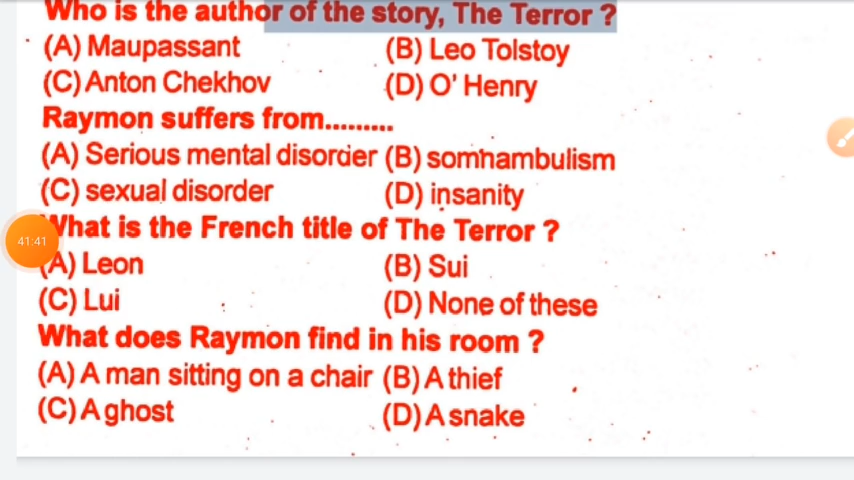 Who is the author of the story, The Terror ?
(A) Maupassant (B) Leo Tolstoy
(C) Anton Chekhov (D) O' Henry
Raymon suffers from.........
(A) Serious mental disorder (B) somnambulism
(C) sexual disorder (D) insanity
What is the French title of The Terror ?
41:41
(A) Leon (B) Sui
(C) Lui (D) None of these
What does Raymon find in his room ?
(A) A man sitting on a chair (B) A thief
(C) A ghost (D) A snake